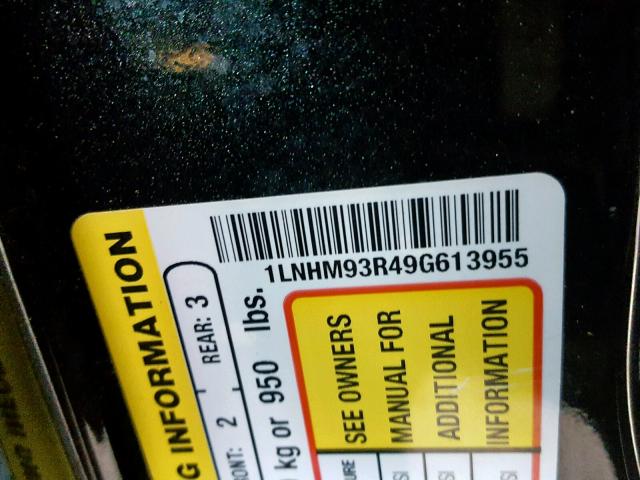 1LNHM93R49G613955
G INFORMATION
ONT: 2 REAR: 3
kg or 950 lbs.
SEE OWNERS
MANUAL FOR
ADDITIONAL
INFORMATION